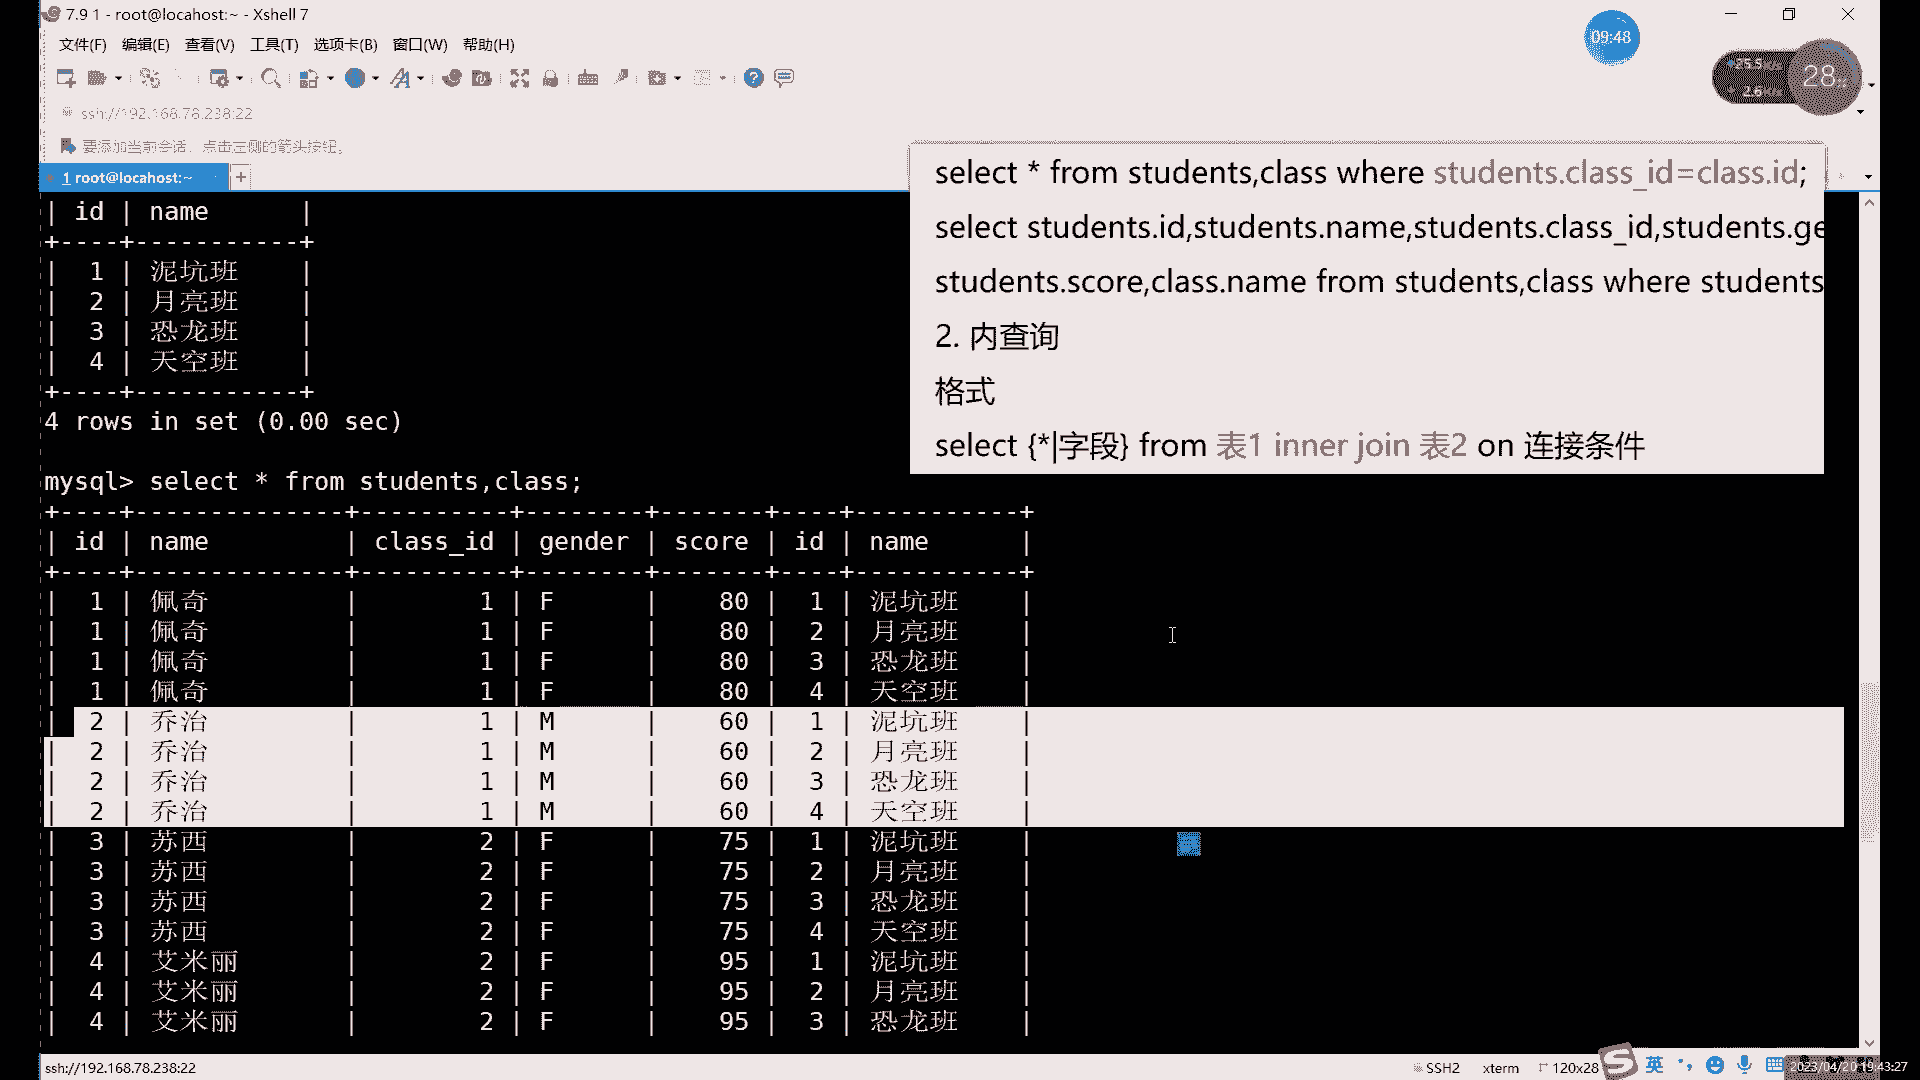 7.9 1 - root@locahost:~ - Xshell 7
09:48
文件(F) 编辑(E) 查看(V) 工具(T) 选项卡(B) 窗口(W) 帮助(H)
28
ssh://192.168.78.238:22
要添加当前会话，点击左侧的箭头按钮。
1 root@locahost:~
+
select * from students,class where students.class_id=class.id;
select students.id,students.name,students.class_id,students.ge
students.score,class.name from students,class where students
2. 内查询
格式
select {*|字段} from 表1 inner join 表2 on 连接条件
| id | name      |
+----+-----------+
|  1 | 泥坑班    |
|  2 | 月亮班    |
|  3 | 恐龙班    |
|  4 | 天空班    |
+----+-----------+
4 rows in set (0.00 sec)
mysql> select * from students,class;
+----+--------------+----------+--------+-------+----+-----------+
| id | name         | class_id | gender | score | id | name      |
+----+--------------+----------+--------+-------+----+-----------+
|  1 | 佩奇         |        1 | F      |    80 |  1 | 泥坑班    |
|  1 | 佩奇         |        1 | F      |    80 |  2 | 月亮班    |
|  1 | 佩奇         |        1 | F      |    80 |  3 | 恐龙班    |
|  1 | 佩奇         |        1 | F      |    80 |  4 | 天空班    |
|  2 | 乔治         |        1 | M      |    60 |  1 | 泥坑班    |
|  2 | 乔治         |        1 | M      |    60 |  2 | 月亮班    |
|  2 | 乔治         |        1 | M      |    60 |  3 | 恐龙班    |
|  2 | 乔治         |        1 | M      |    60 |  4 | 天空班    |
|  3 | 苏西         |        2 | F      |    75 |  1 | 泥坑班    |
|  3 | 苏西         |        2 | F      |    75 |  2 | 月亮班    |
|  3 | 苏西         |        2 | F      |    75 |  3 | 恐龙班    |
|  3 | 苏西         |        2 | F      |    75 |  4 | 天空班    |
|  4 | 艾米丽       |        2 | F      |    95 |  1 | 泥坑班    |
|  4 | 艾米丽       |        2 | F      |    95 |  2 | 月亮班    |
|  4 | 艾米丽       |        2 | F      |    95 |  3 | 恐龙班    |
ssh://192.168.78.238:22
SSH2 xterm 120x28
英
2023/04/20 19:43:27